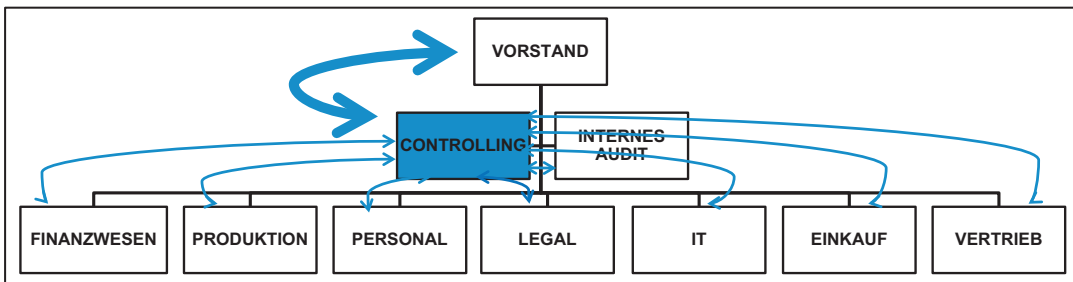 VORSTAND
CONTROLLING
INTERNES
AUDIT
FINANZWESEN
PRODUKTION
PERSONAL
LEGAL
IT
EINKAUF
VERTRIEB